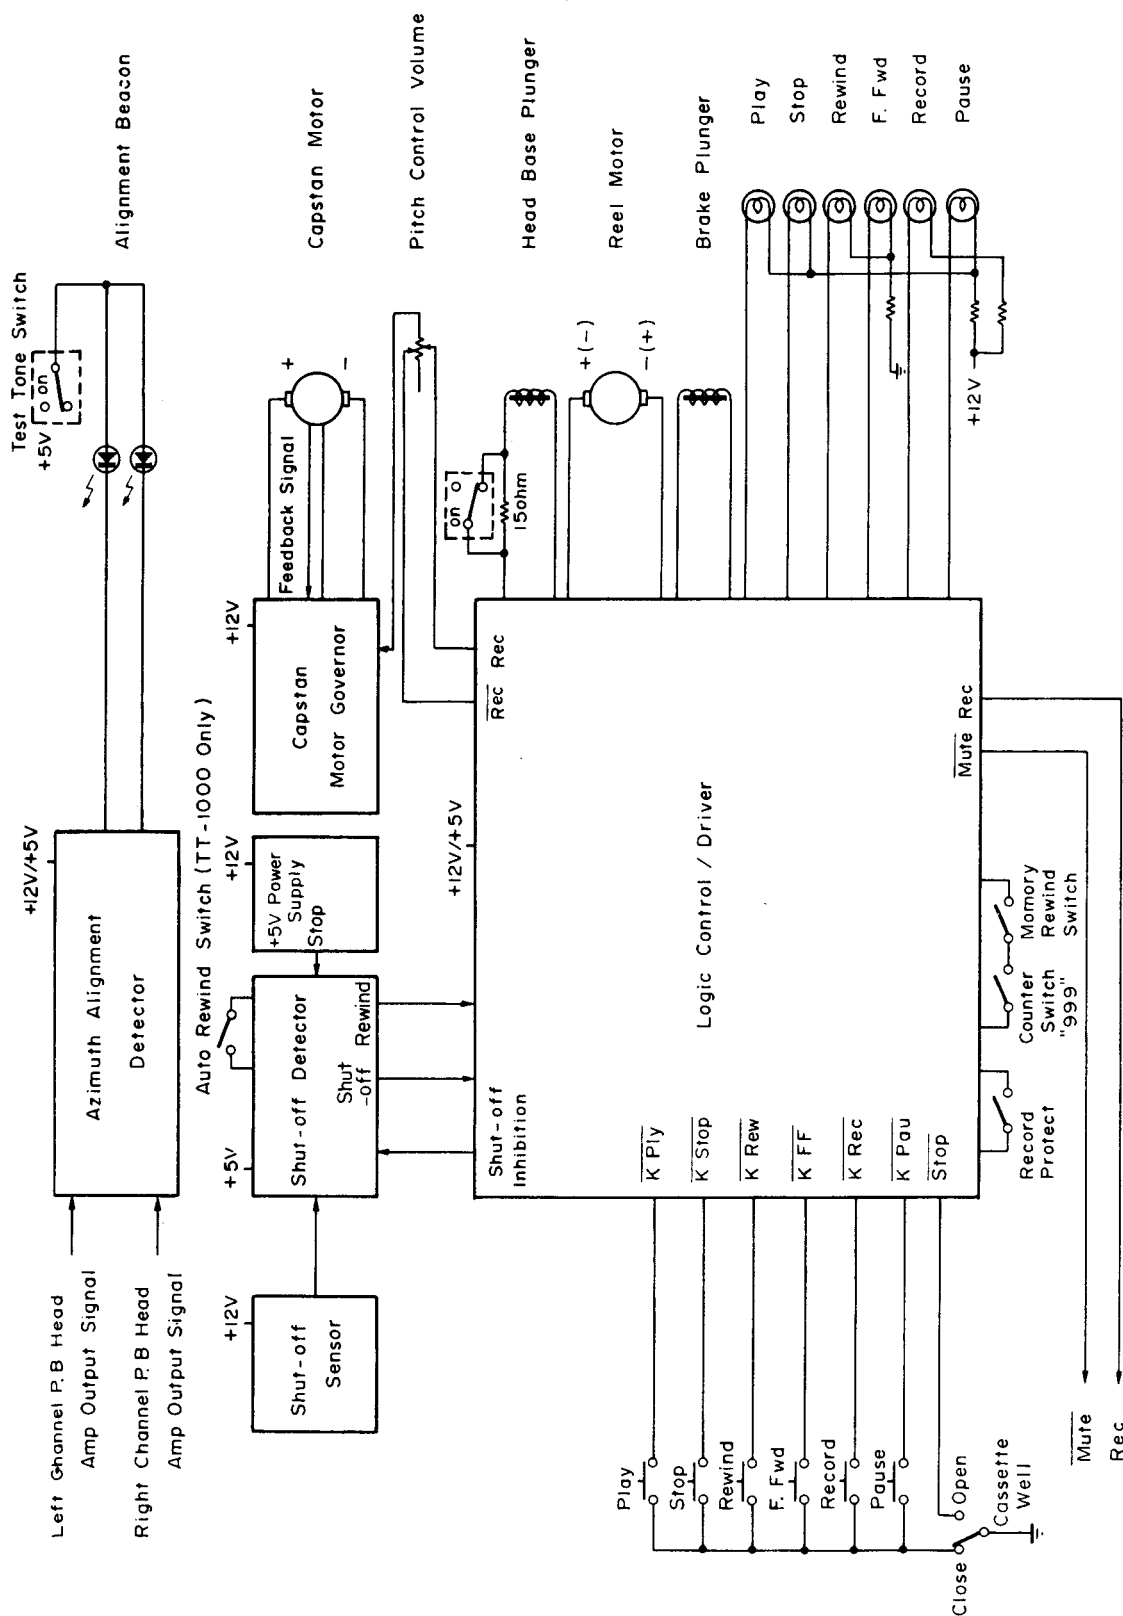 Left Ghannel P.B Head
Amp Output Signal
Right Channel P.B Head
Amp Output Signal
+12V/+5V
Azimuth Alignment
Detector
Test Tone Switch
+5V
on
Alignment Beacon
+12V
Shut-off
Sensor
Auto Rewind Switch (TT-1000 Only)
+5V
Shut-off Detector
Shut
-off
Rewind
+12V
+5V Power
Supply
Stop
+12V
Capstan
Motor Governor
Feedback Signal
+
-
Capstan Motor
Pitch Control Volume
Shut-off
Inhibition
+12V/+5V
Rec
Rec
on
15ohm
Head Base Plunger
+(-)
-(+)
Reel Motor
Brake Plunger
Logic Control / Driver
Play
Stop
Rewind
F. Fwd
Record
Pause
K Ply
K Stop
K Rew
K FF
K Rec
K Pau
Stop
Close
Open
Cassette
Well
Play
Stop
Rewind
F. Fwd
Record
Pause
+12V
Record
Protect
Counter
Switch
"999"
Momory
Rewind
Switch
Mute
Rec
Mute
Rec